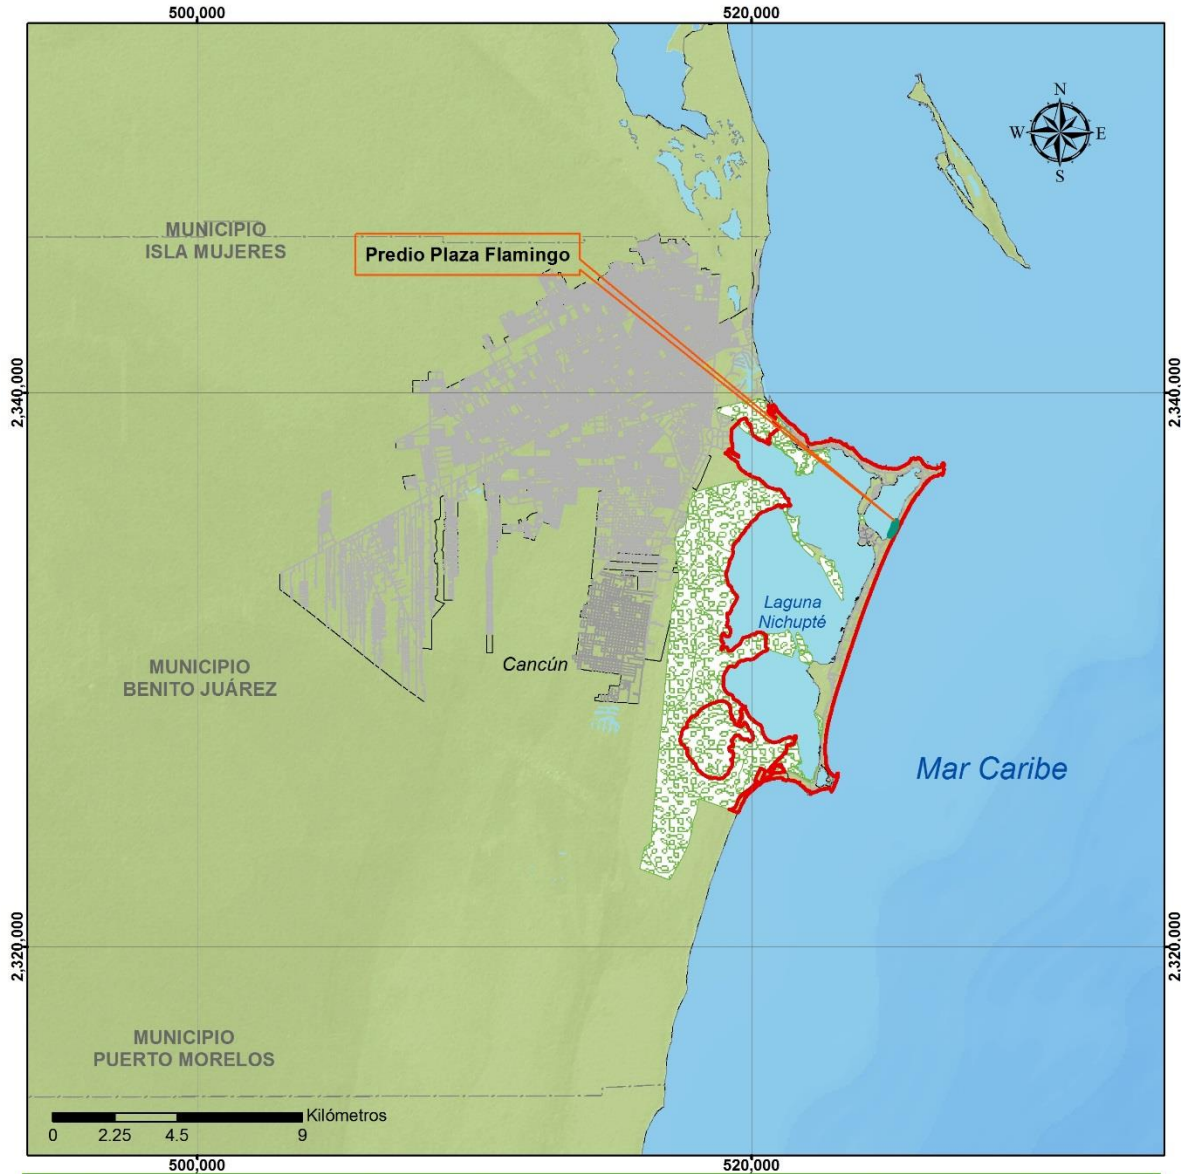 500,000
520,000
N
W
E
S
MUNICIPIO
ISLA MUJERES
Predio Plaza Flamingo
2,340,000
2,340,000
Laguna
Nichupté
Cancún
MUNICIPIO
BENITO JUÁREZ
Mar Caribe
2,320,000
2,320,000
MUNICIPIO
PUERTO MORELOS
Kilómetros
0 2.25 4.5 9
500,000
520,000